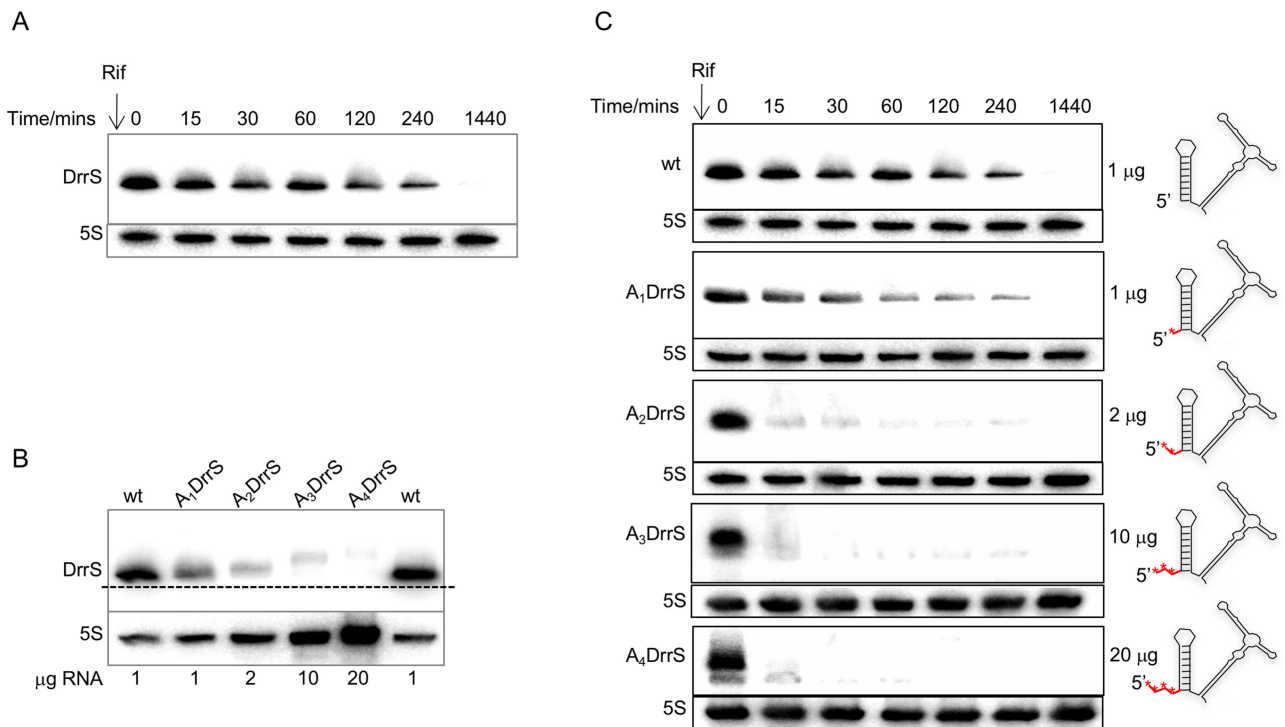 A
Rif
Time/mins 0 15 30 60 120 240 1440
DrrS
5S
B
wt A₁DrrS A₂DrrS A₃DrrS A₄DrrS wt
DrrS
5S
μg RNA 1 1 2 10 20 1
C
Rif
Time/mins 0 15 30 60 120 240 1440
wt 1 μg
5'
5S
A₁DrrS 1 μg
5'*
5S
A₂DrrS 2 μg
5'**
5S
A₃DrrS 10 μg
5'***
5S
A₄DrrS 20 μg
5'****
5S